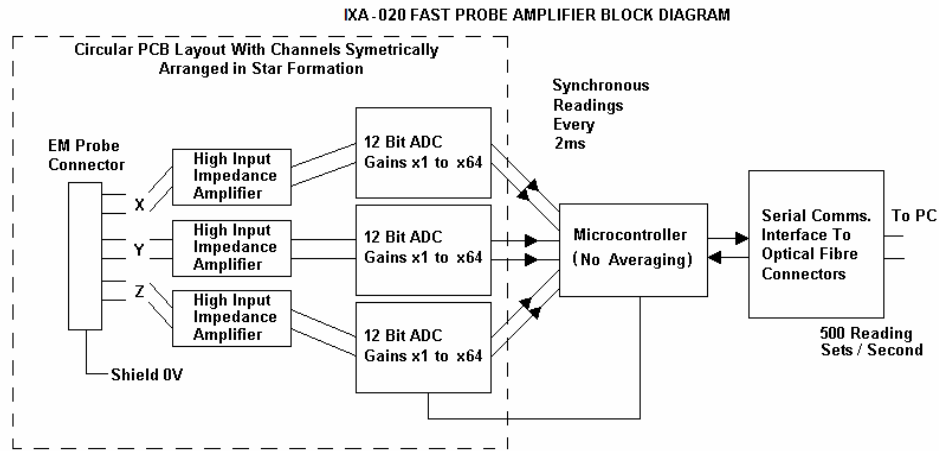 IXA-020 FAST PROBE AMPLIFIER BLOCK DIAGRAM
Circular PCB Layout With Channels Symetrically
Arranged in Star Formation
EM Probe
Connector
X
Y
Z
Shield 0V
High Input
Impedance
Amplifier
High Input
Impedance
Amplifier
High Input
Impedance
Amplifier
12 Bit ADC
Gains x1 to x64
12 Bit ADC
Gains x1 to x64
12 Bit ADC
Gains x1 to x64
Synchronous
Readings
Every
2ms
Microcontroller
(No Averaging)
Serial Comms.
Interface To
Optical Fibre
Connectors
To PC
500 Reading
Sets / Second